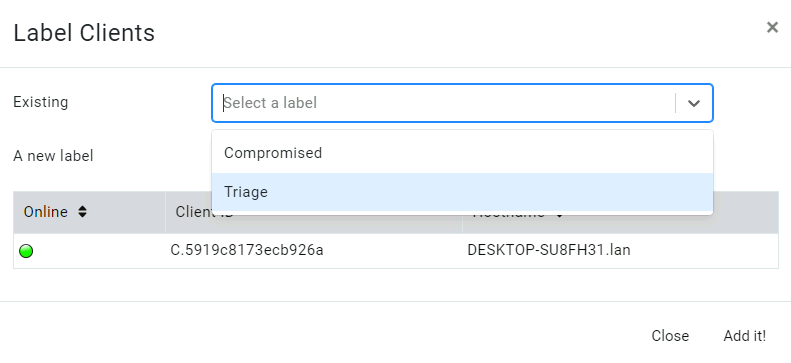 Label Clients
×
Existing
Select a label
Compromised
A new label
Triage
Online
Client ID
Hostname
C.5919c8173ecb926a
DESKTOP-SU8FH31.lan
Close
Add it!